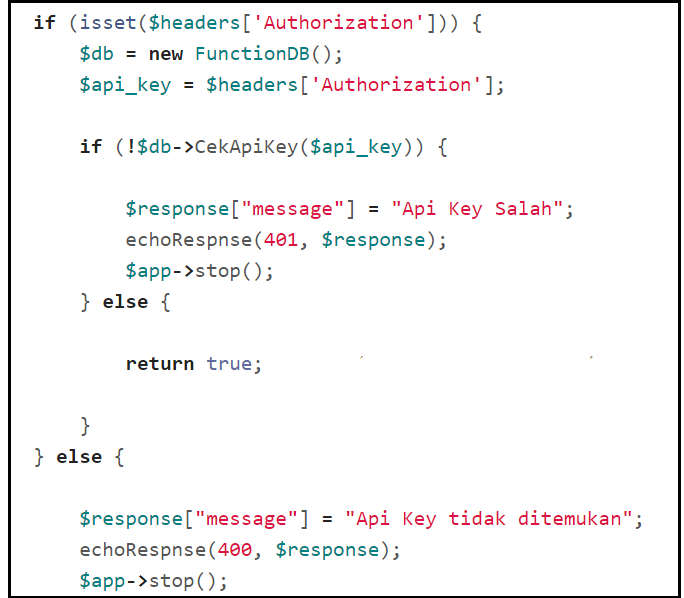 if (isset($headers['Authorization'])) {
$db = new FunctionDB();
$api_key = $headers['Authorization'];
if (!$db->CekApiKey($api_key)) {
$response["message"] = "Api Key Salah";
echoRespnse(401, $response);
$app->stop();
} else {
return true;
}
} else {
$response["message"] = "Api Key tidak ditemukan";
echoRespnse(400, $response);
$app->stop();